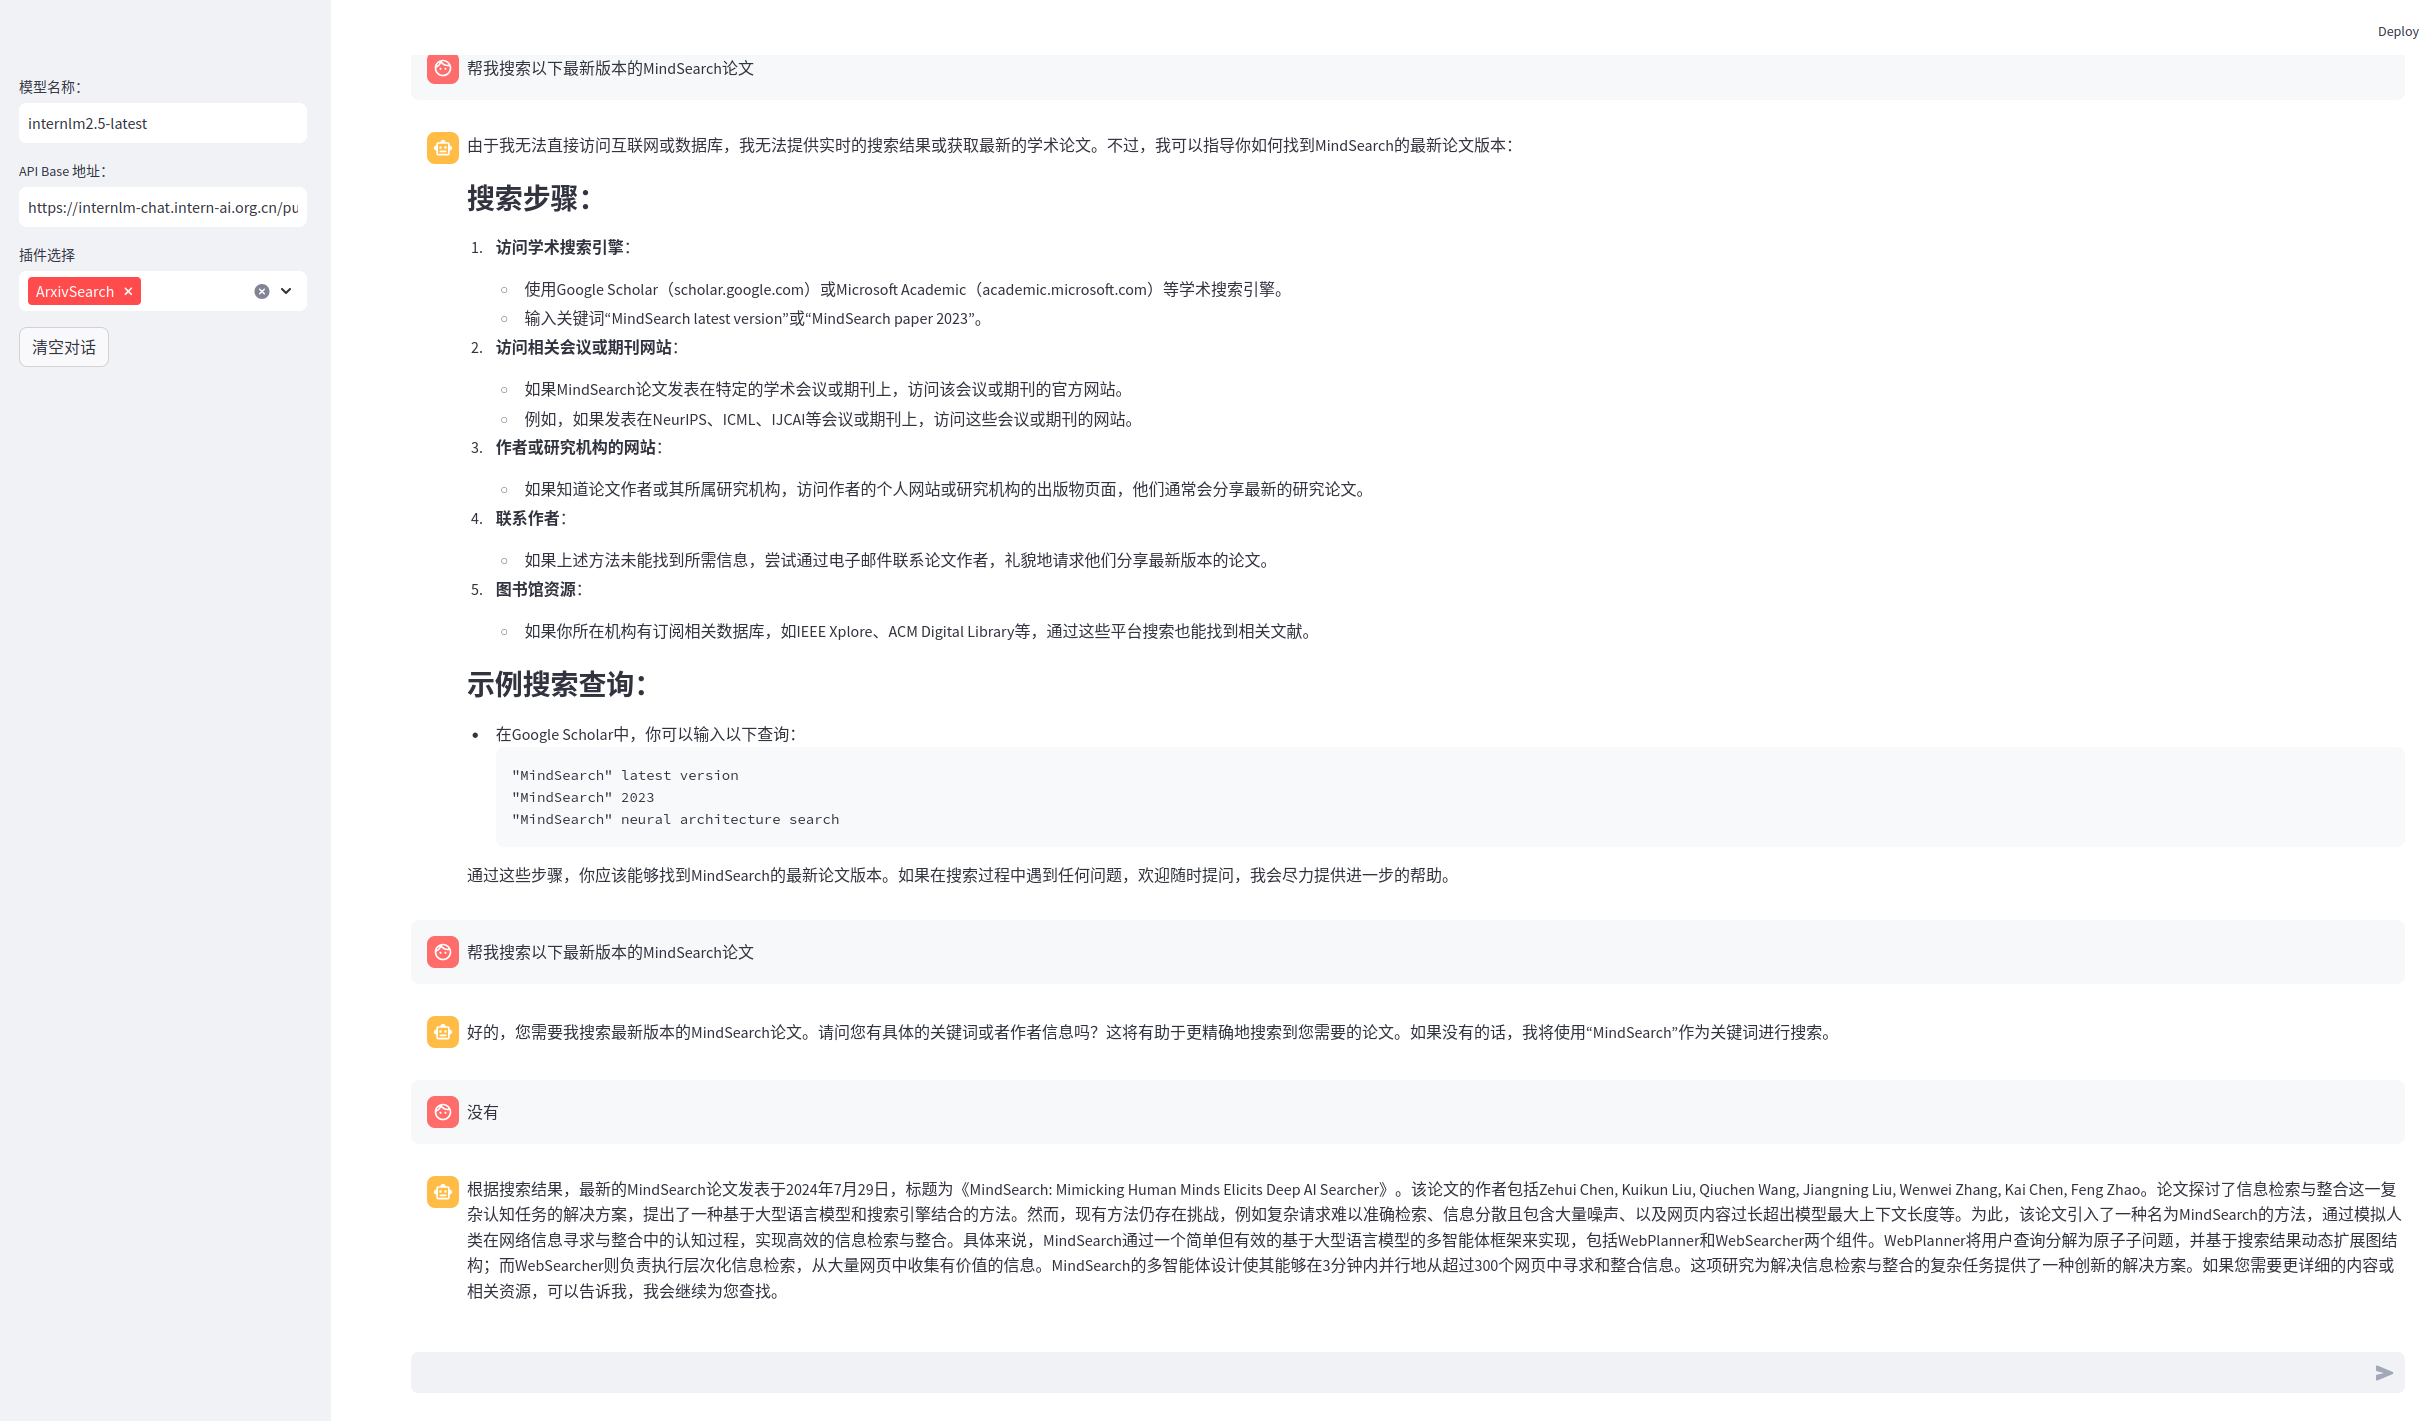 Deploy
模型名称：
internlm2.5-latest
API Base 地址：
https://internlm-chat.intern-ai.org.cn/pu
插件选择
ArxivSearch
清空对话
帮我搜索以下最新版本的MindSearch论文
由于我无法直接访问互联网或数据库，我无法提供实时的搜索结果或获取最新的学术论文。不过，我可以指导你如何找到MindSearch的最新论文版本：
搜索步骤：
1. 访问学术搜索引擎：
使用Google Scholar（scholar.google.com）或Microsoft Academic（academic.microsoft.com）等学术搜索引擎。
输入关键词“MindSearch latest version”或“MindSearch paper 2023”。
2. 访问相关会议或期刊网站：
如果MindSearch论文发表在特定的学术会议或期刊上，访问该会议或期刊的官方网站。
例如，如果发表在NeurIPS、ICML、IJCAI等会议或期刊上，访问这些会议或期刊的网站。
3. 作者或研究机构的网站：
如果知道论文作者或其所属研究机构，访问作者的个人网站或研究机构的出版物页面，他们通常会分享最新的研究论文。
4. 联系作者：
如果上述方法未能找到所需信息，尝试通过电子邮件联系论文作者，礼貌地请求他们分享最新版本的论文。
5. 图书馆资源：
如果你所在机构有订阅相关数据库，如IEEE Xplore、ACM Digital Library等，通过这些平台搜索也能找到相关文献。
示例搜索查询：
在Google Scholar中，你可以输入以下查询：
"MindSearch" latest version
"MindSearch" 2023
"MindSearch" neural architecture search
通过这些步骤，你应该能够找到MindSearch的最新论文版本。如果在搜索过程中遇到任何问题，欢迎随时提问，我会尽力提供进一步的帮助。
帮我搜索以下最新版本的MindSearch论文
好的，您需要我搜索最新版本的MindSearch论文。请问您有具体的关键词或者作者信息吗？这将有助于更精确地搜索到您需要的论文。如果没有的话，我将使用“MindSearch”作为关键词进行搜索。
没有
根据搜索结果，最新的MindSearch论文发表于2024年7月29日，标题为《MindSearch: Mimicking Human Minds Elicits Deep AI Searcher》。该论文的作者包括Zehui Chen, Kuikun Liu, Qiuchen Wang, Jiangning Liu, Wenwei Zhang, Kai Chen, Feng Zhao。论文探讨了信息检索与整合这一复
杂认知任务的解决方案，提出了一种基于大型语言模型和搜索引擎结合的方法。然而，现有方法仍存在挑战，例如复杂请求难以准确检索、信息分散且包含大量噪声、以及网页内容过长超出模型最大上下文长度等。为此，该论文引入了一种名为MindSearch的方法，通过模拟人
类在网络信息寻求与整合中的认知过程，实现高效的信息检索与整合。具体来说，MindSearch通过一个简单但有效的基于大型语言模型的多智能体框架来实现，包括WebPlanner和WebSearcher两个组件。WebPlanner将用户查询分解为原子子问题，并基于搜索结果动态扩展图结
构；而WebSearcher则负责执行层次化信息检索，从大量网页中收集有价值的信息。MindSearch的多智能体设计使其能够在3分钟内并行地从超过300个网页中寻求和整合信息。这项研究为解决信息检索与整合的复杂任务提供了一种创新的解决方案。如果您需要更详细的内容或
相关资源，可以告诉我，我会继续为您查找。